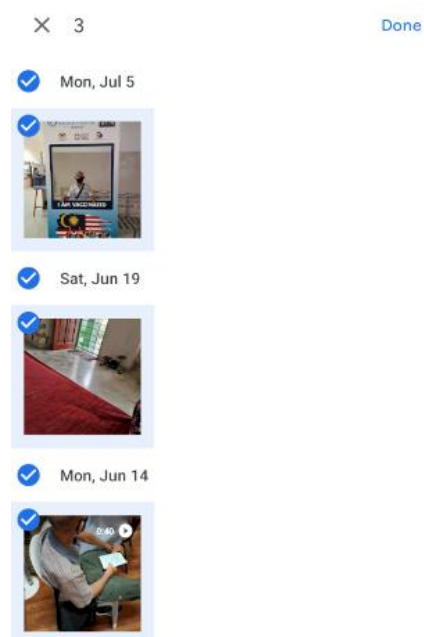 3
Done
Mon, Jul 5
I AM VACCINATED
Sat, Jun 19
Mon, Jun 14
0:40